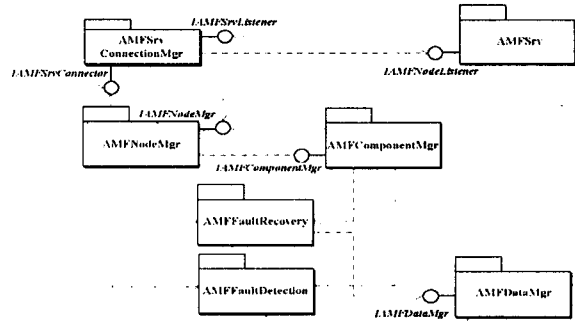 IAMFSrvListener
AMFSrv
ConnectionMgr
AMFSrv
IAMFSrvConnector
IAMFNodeListener
IAMFNodeMgr
AMFNodeMgr
AMFComponentMgr
IAMFComponentMgr
AMFFaultRecovery
AMFFaultDetection
AMFDataMgr
IAMFDataMgr